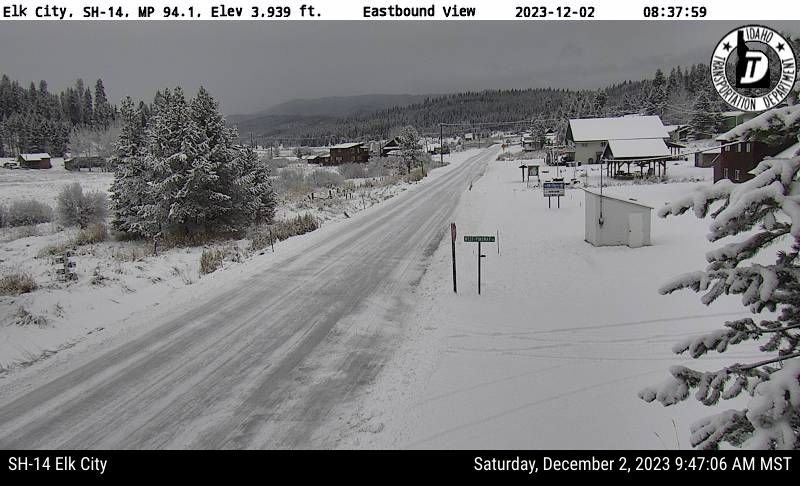 Elk City, SH-14, MP 94.1, Elev 3,939 ft. Eastbound View 2023-12-02 08:37:59
IDAHO
TRANSPORTATION DEPARTMENT
SH-14 Elk City Saturday, December 2, 2023 9:47:06 AM MST